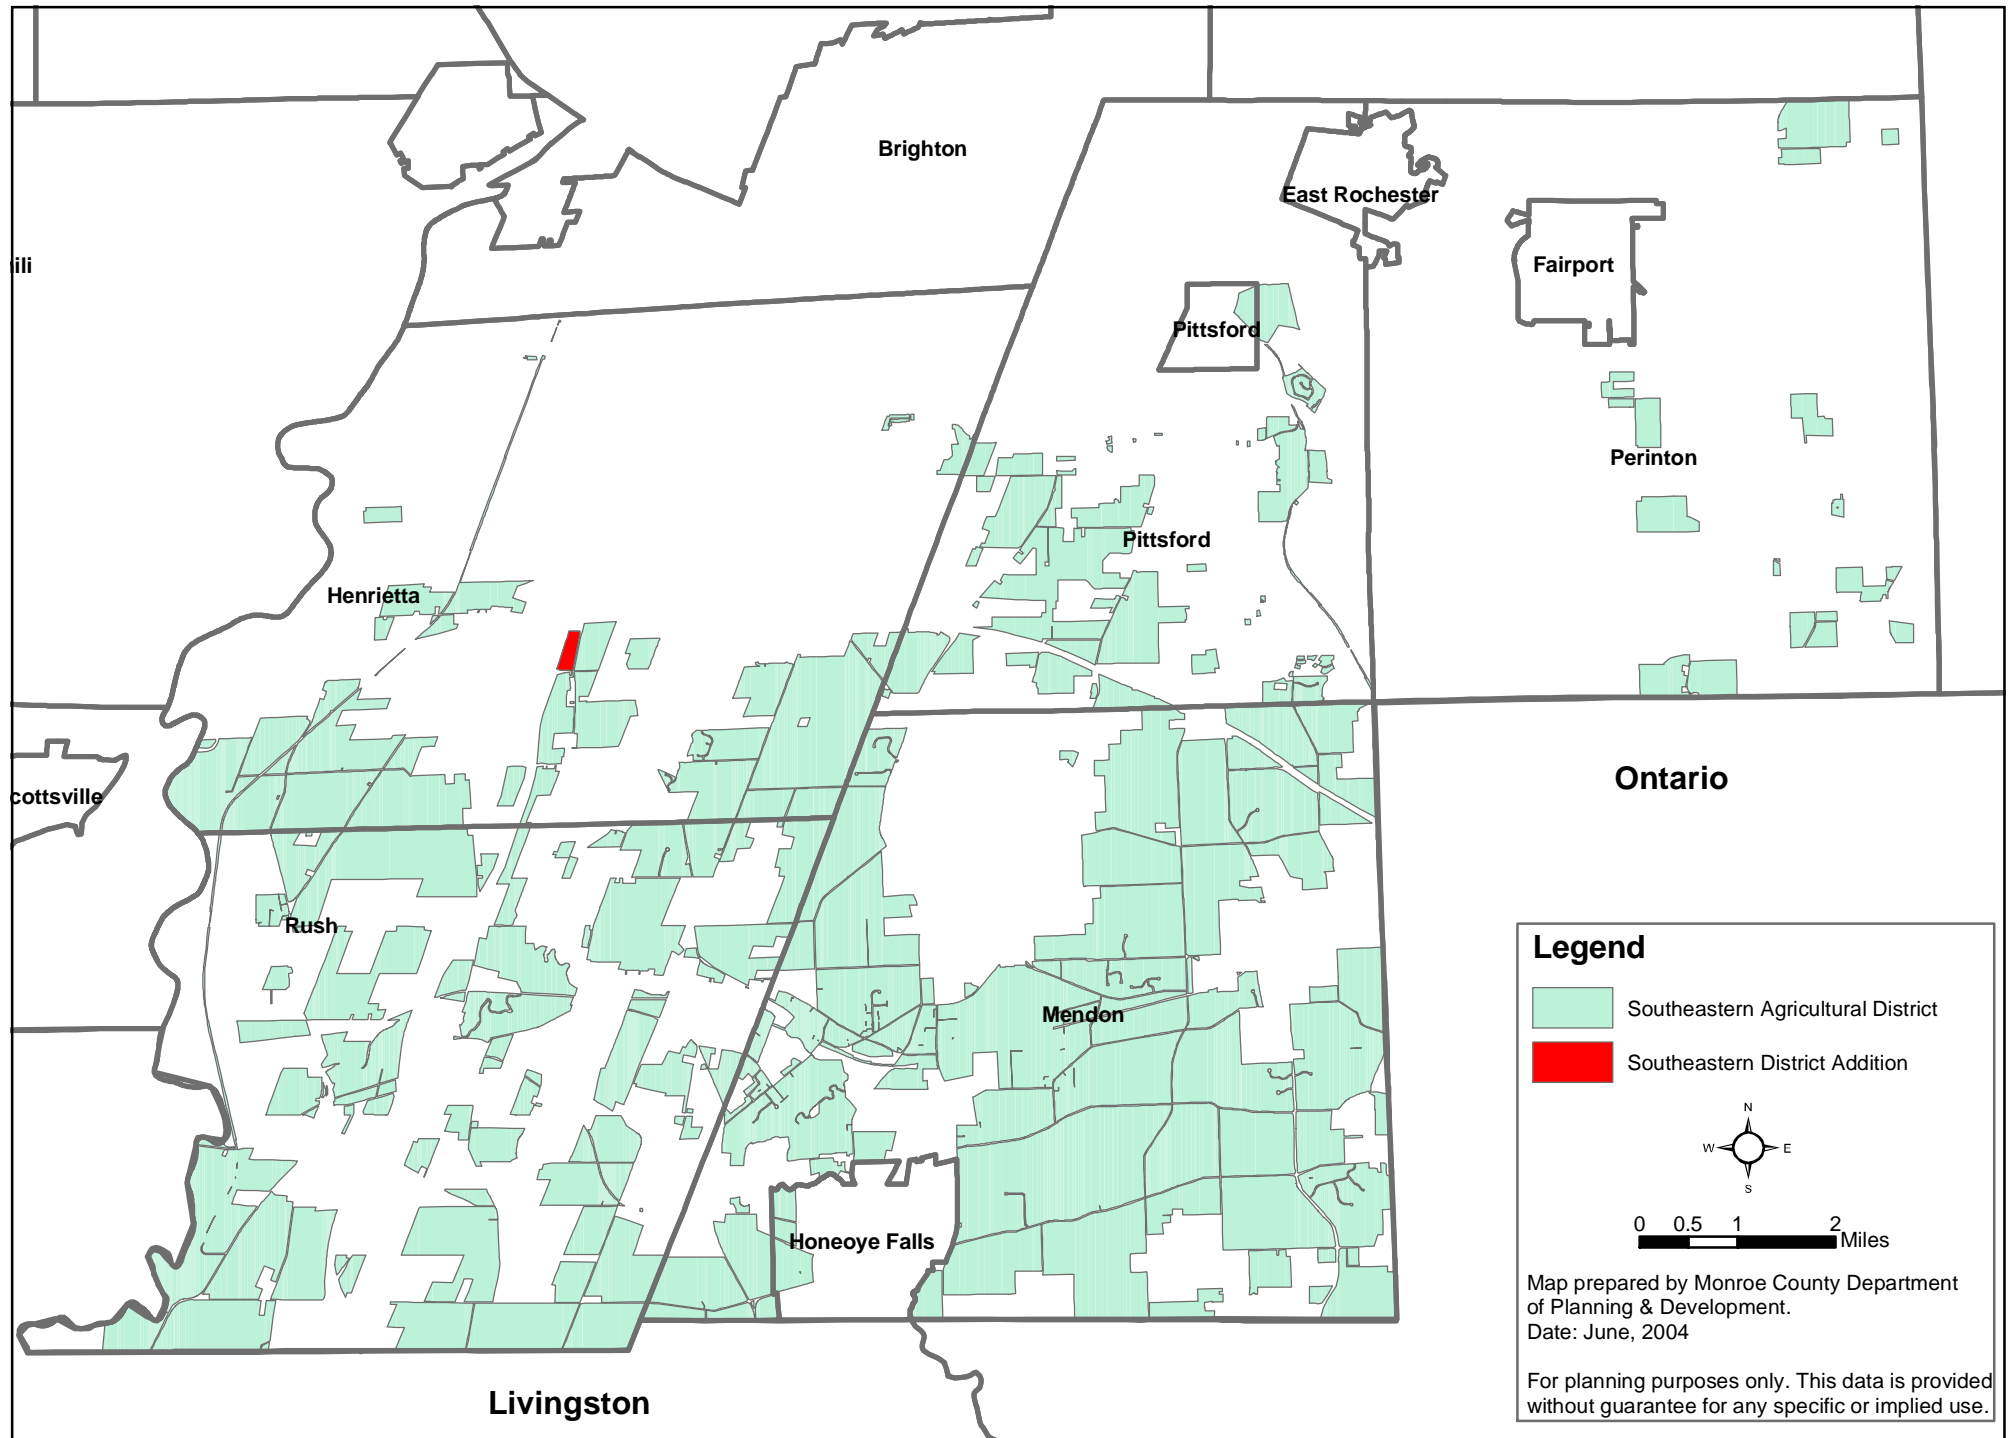 Brighton
East Rochester
ili
Fairport
Pittsford
Perinton
Pittsford
Henrietta
Ontario
cottsville
Rush
Mendon
Honeoye Falls
Livingston
Legend
Southeastern Agricultural District
Southeastern District Addition
N
W E
S
0 0.5 1 2
Miles
Map prepared by Monroe County Department
of Planning & Development.
Date: June, 2004
For planning purposes only. This data is provided
without guarantee for any specific or implied use.